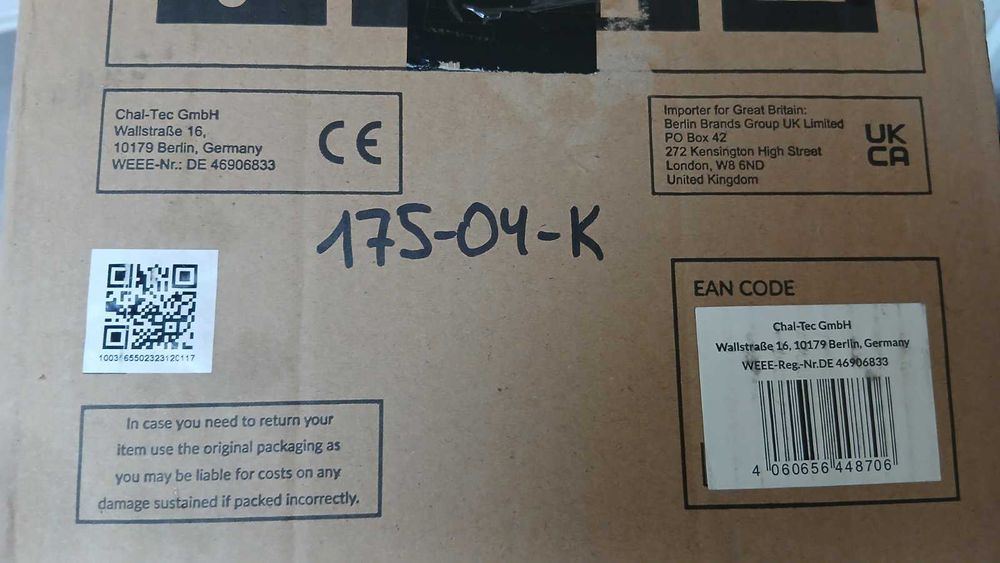 Chal-Tec GmbH
Wallstraße 16,
10179 Berlin, Germany
WEEE-Nr.: DE 46906833
CE
Importer for Great Britain:
Berlin Brands Group UK Limited
PO Box 42
272 Kensington High Street
London, W8 6ND
United Kingdom
UK
CA
175-04-K
EAN CODE
Chal-Tec GmbH
Wallstraße 16, 10179 Berlin, Germany
WEEE-Reg.-Nr.DE 46906833
4 060656 448706
In case you need to return your
item use the original packaging as
you may be liable for costs on any
damage sustained if packed incorrectly.